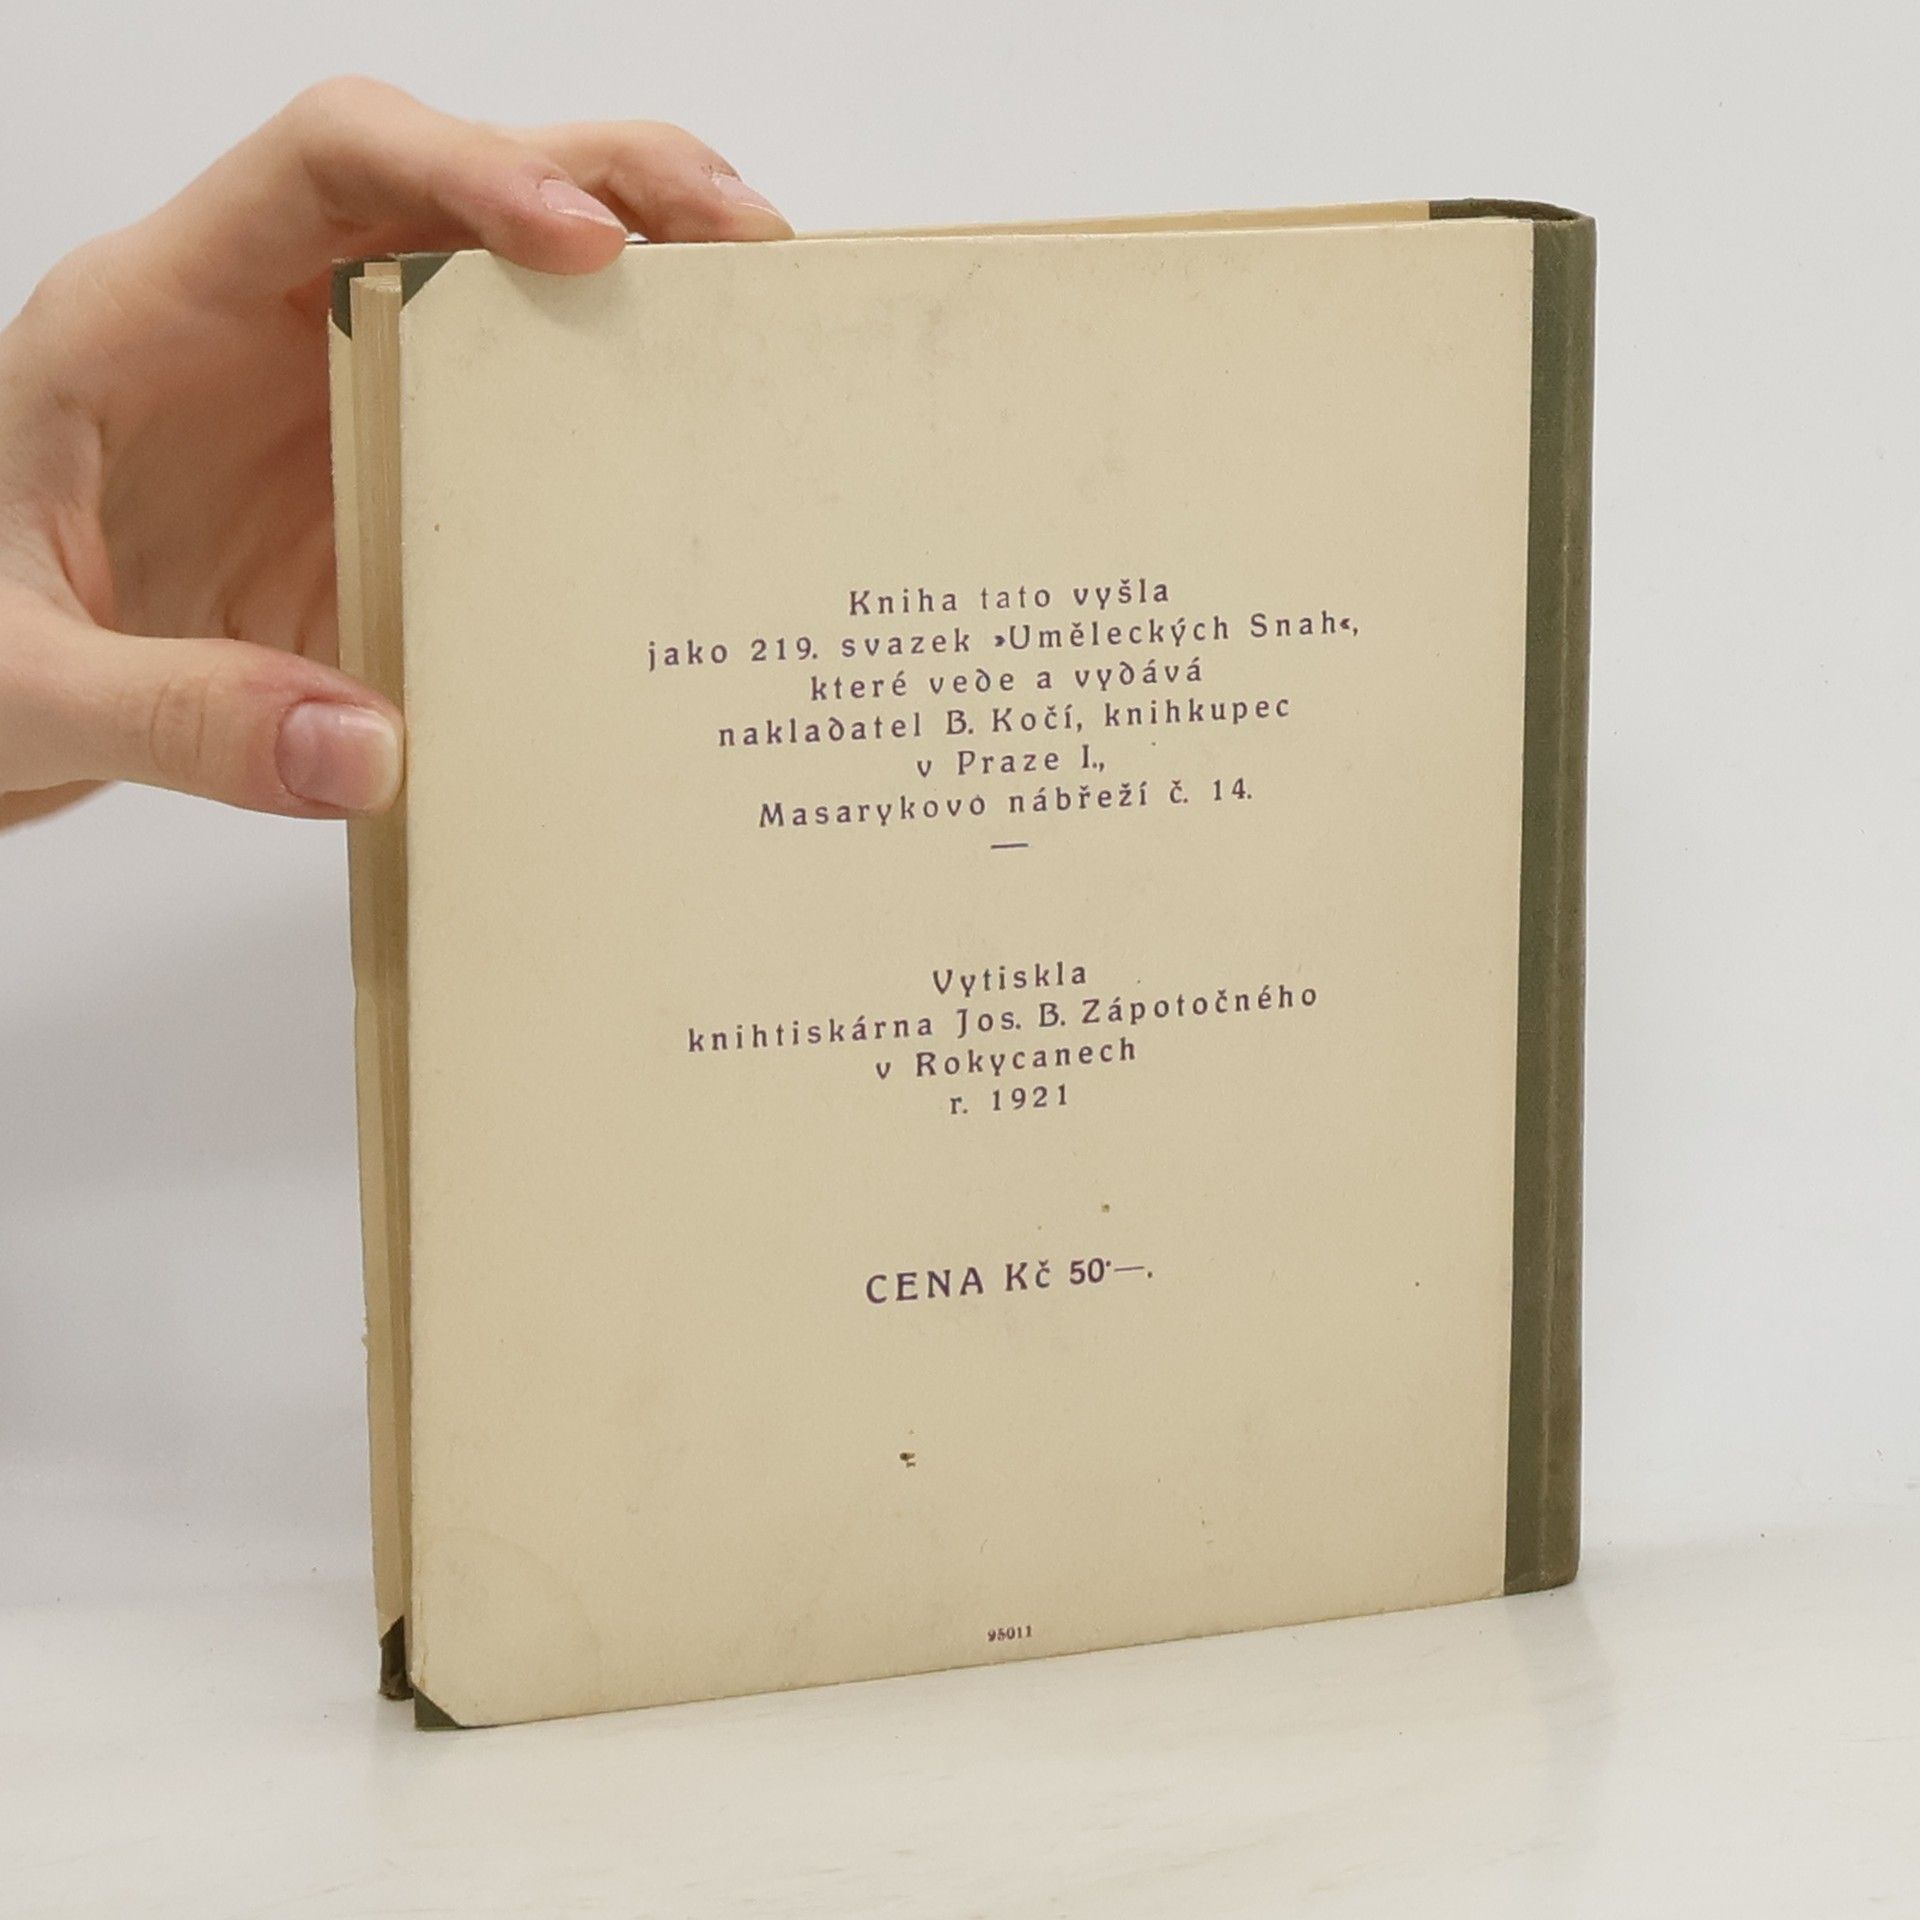 Kniha tato vyšla
jako 219. svazek »Uměleckých Snah«,
které vede a vydává
nakladatel B. Kočí, knihkupec
v Praze I.,
Masarykovo nábřeží č. 14.
—
Vytiskla
knihtiskárna Jos. B. Zápotočného
v Rokycanech
r. 1921
CENA Kč 50·—.
95011